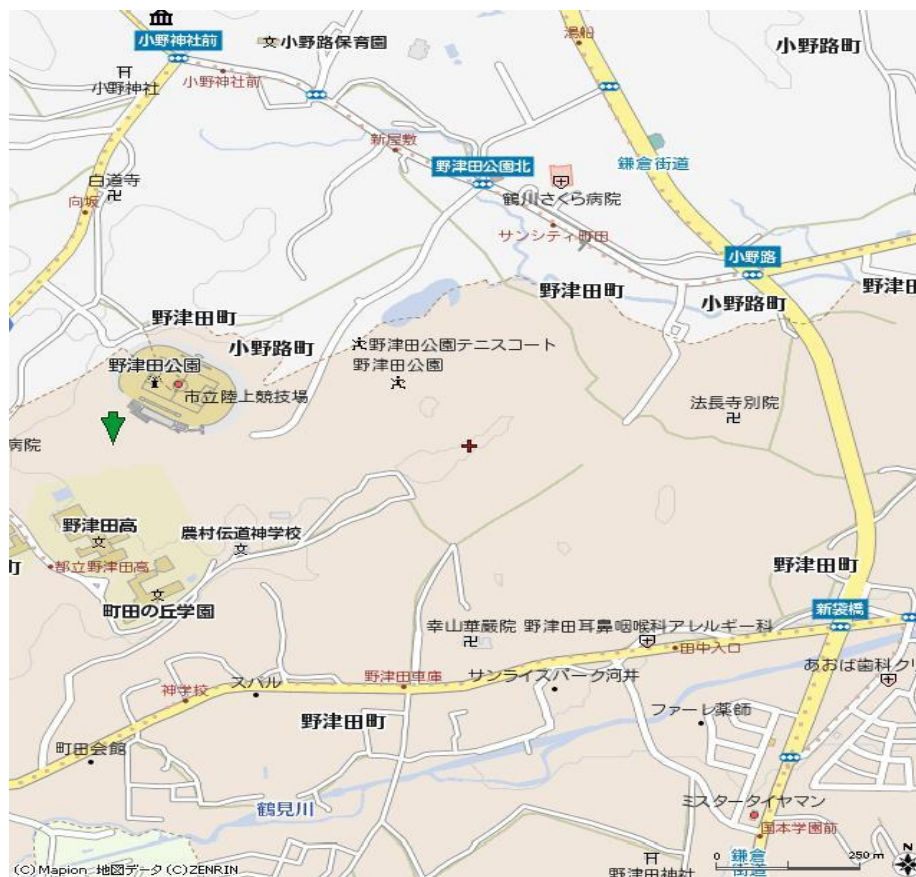 小野神社前
小野路保育園
湯船
小野路町
小野神社
小野神社前
新屋敷
野津田公園北
鎌倉街道
白道寺
向坂
鶴川さくら病院
サンシティ町田
小野路
野津田町
野津田町
小野路町
野津田
小野路町
野津田公園テニスコート
野津田公園
野津田公園
市立陸上競技場
法長寺別院
病院
野津田高
農村伝道神学校
都立野津田高
町
野津田町
町田の丘学園
新袋橋
幸山華厳院
野津田耳鼻咽喉科アレルギー科
田中入口
あおば歯科クリ
神学校
スバル
野津田車庫
サンライズパーク河井
野津田町
ファーレ薬師
町田会館
鶴見川
ミスタータイヤマン
国本学園前
鎌倉
街道
野津田神社
0 250 m
N
(C) Mapion 地図データ (C)ZENRIN